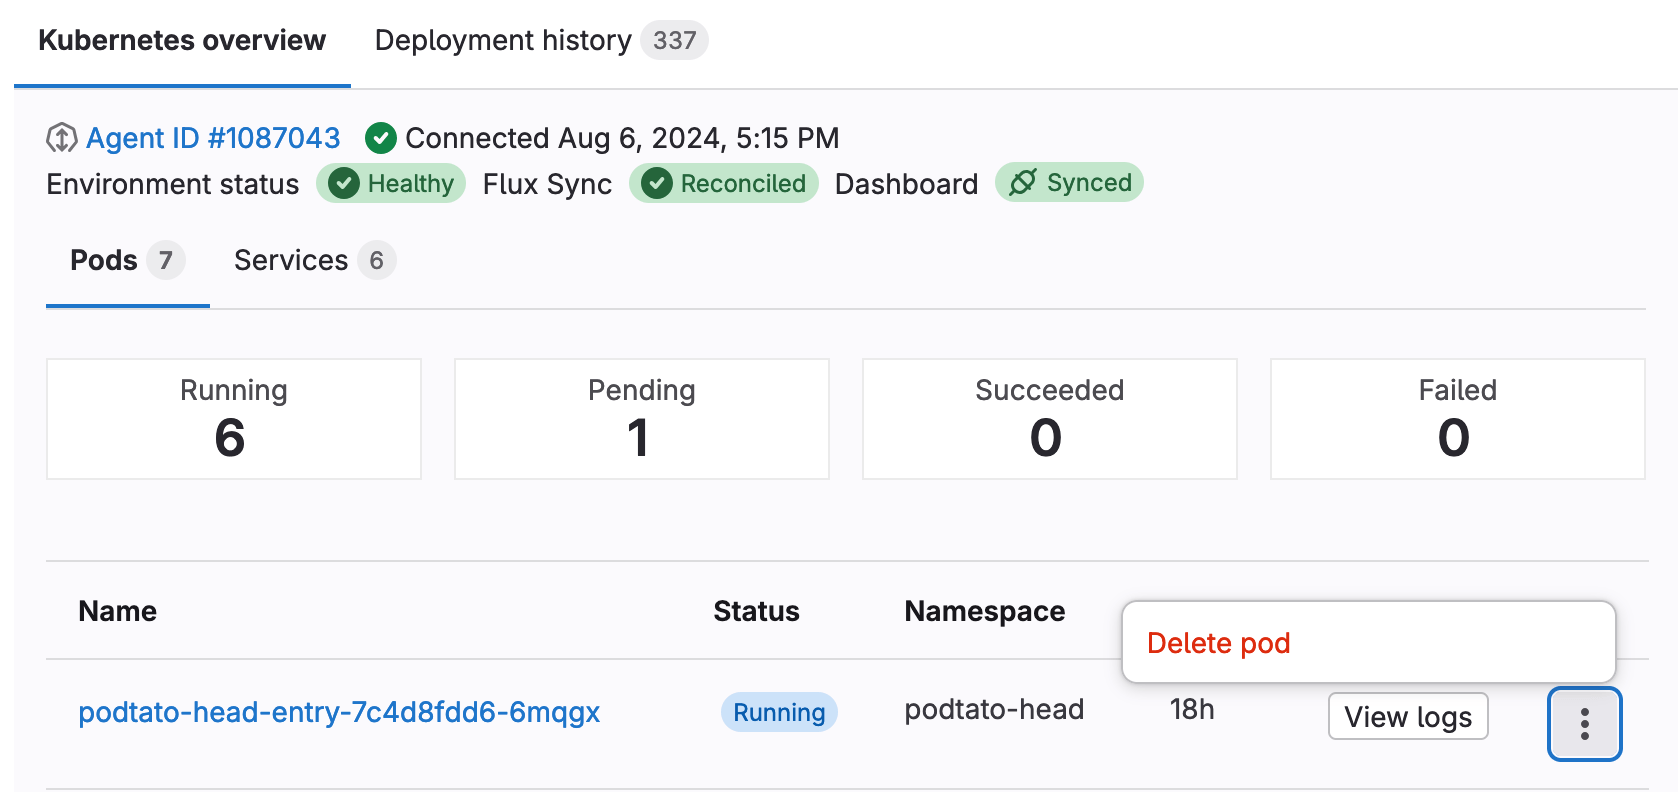 Kubernetes overview Deployment history 337
Agent ID #1087043 Connected Aug 6, 2024, 5:15 PM
Environment status Healthy Flux Sync Reconciled Dashboard Synced
Pods 7 Services 6
Running Pending Succeeded Failed
6 1 0 0
Name Status Namespace
Delete pod
podtato-head-entry-7c4d8fdd6-6mqgx Running podtato-head 18h View logs